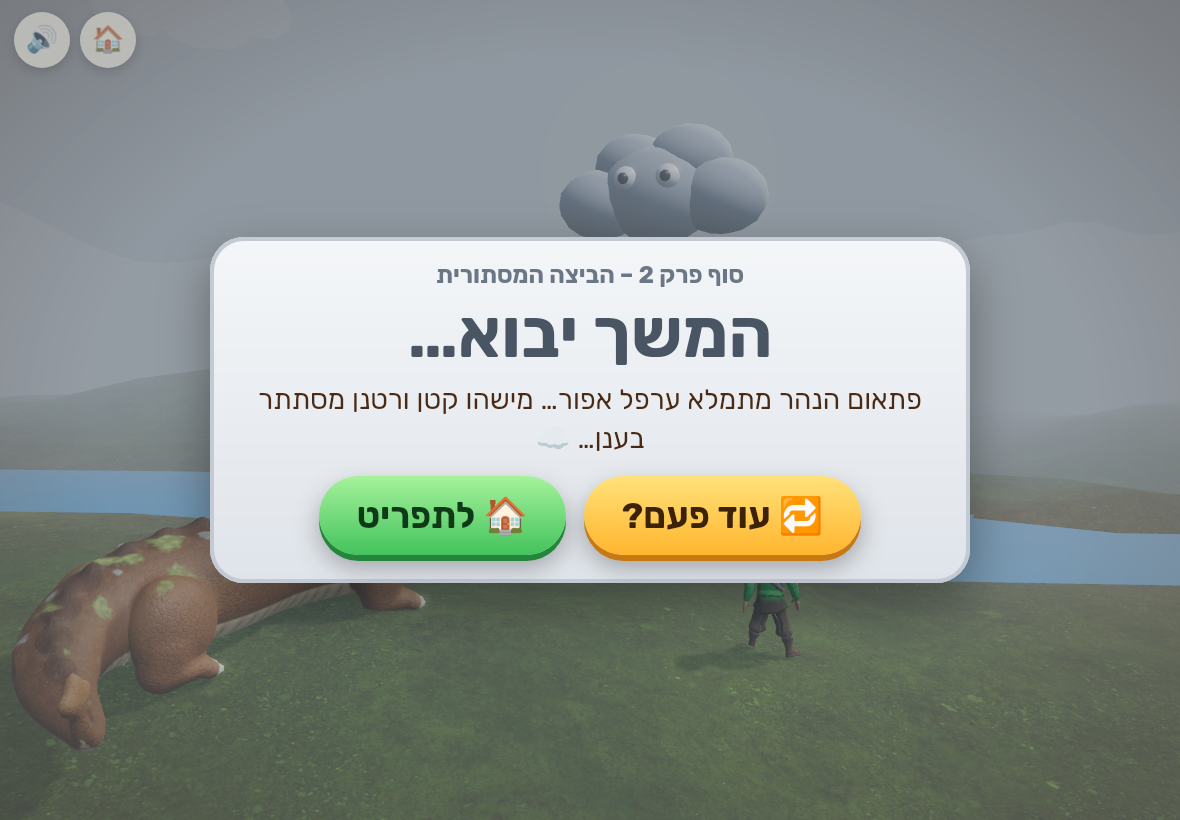 סוף פרק 2 – הביצה המסתורית
המשך יבוא...
פתאום הנהר מתמלא ערפל אפור... מישהו קטן ורטנן מסתתר
בענן... ☁️
🔁 עוד פעם?
🏠 לתפריט